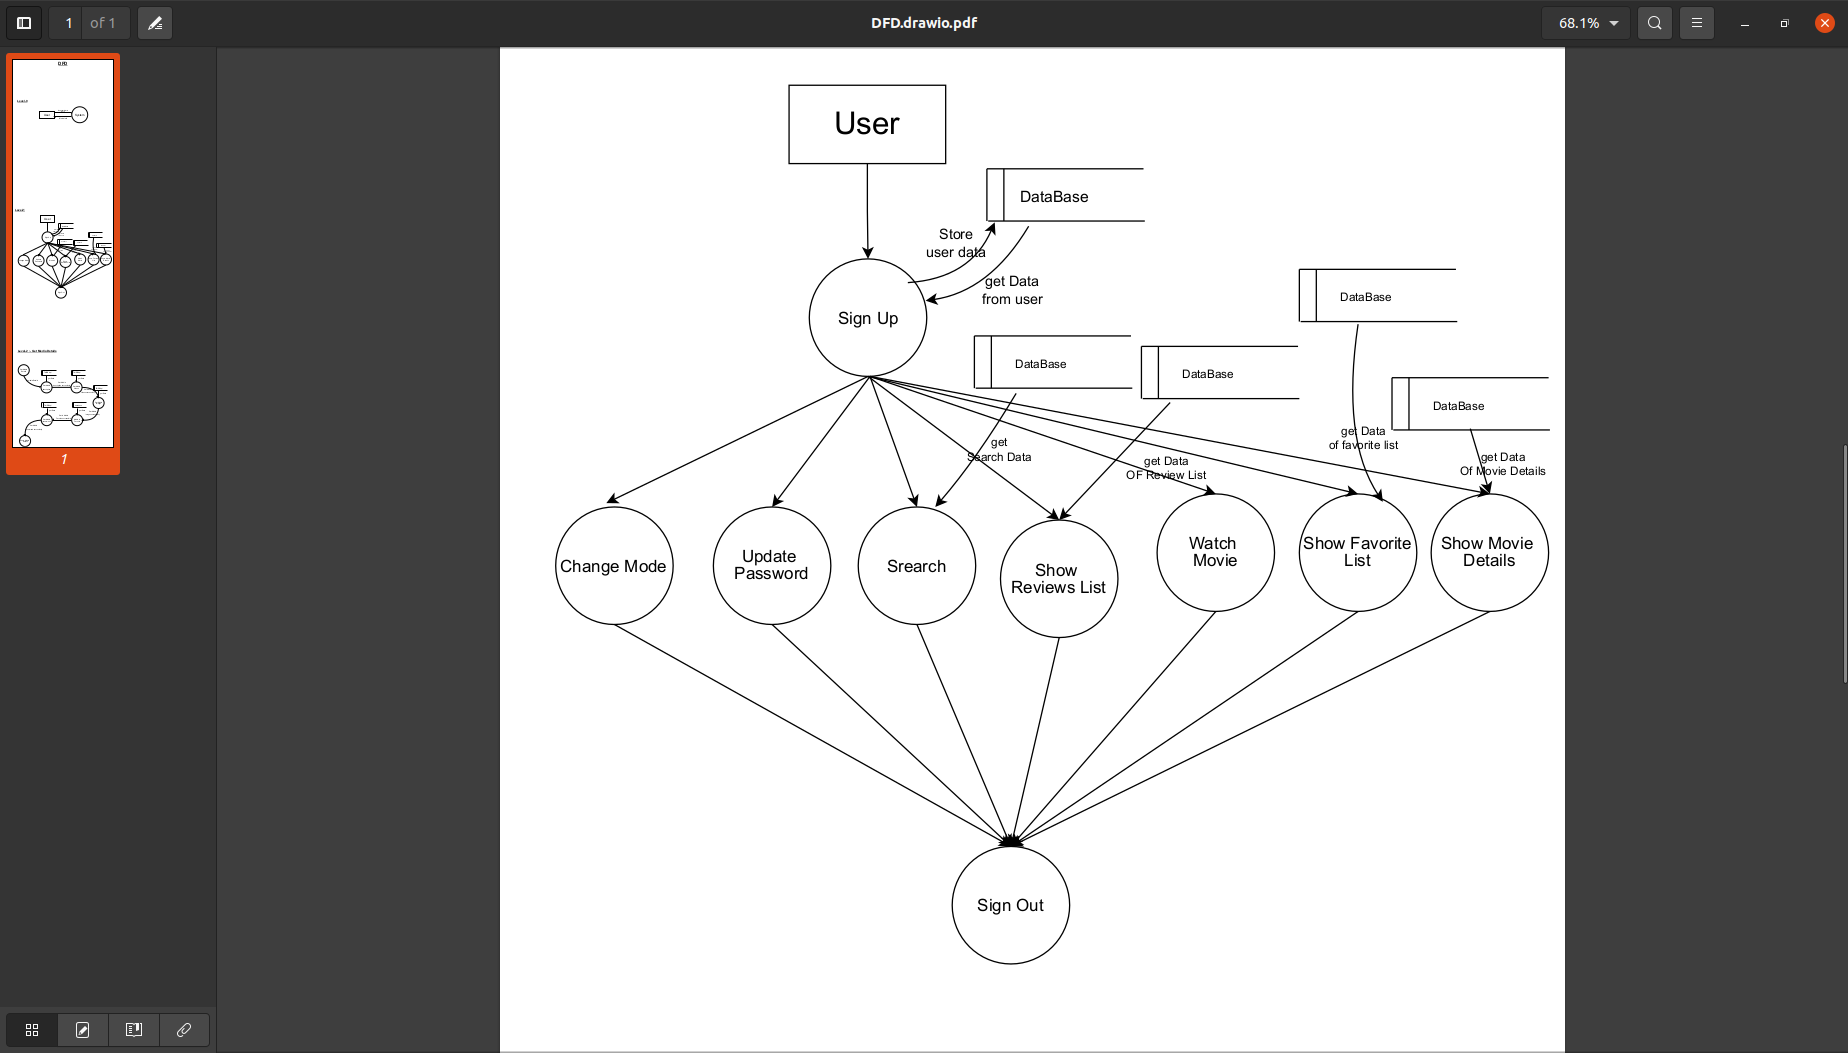 1 of 1
DFD.drawio.pdf
68.1%
DFD
1
User
DataBase
Store
user data
get Data
from user
Sign Up
DataBase
DataBase
DataBase
DataBase
get
Search Data
get Data
OF Review List
get Data
of favorite list
get Data
Of Movie Details
Change Mode
Update
Password
Srearch
Show
Reviews List
Watch
Movie
Show Favorite
List
Show Movie
Details
Sign Out